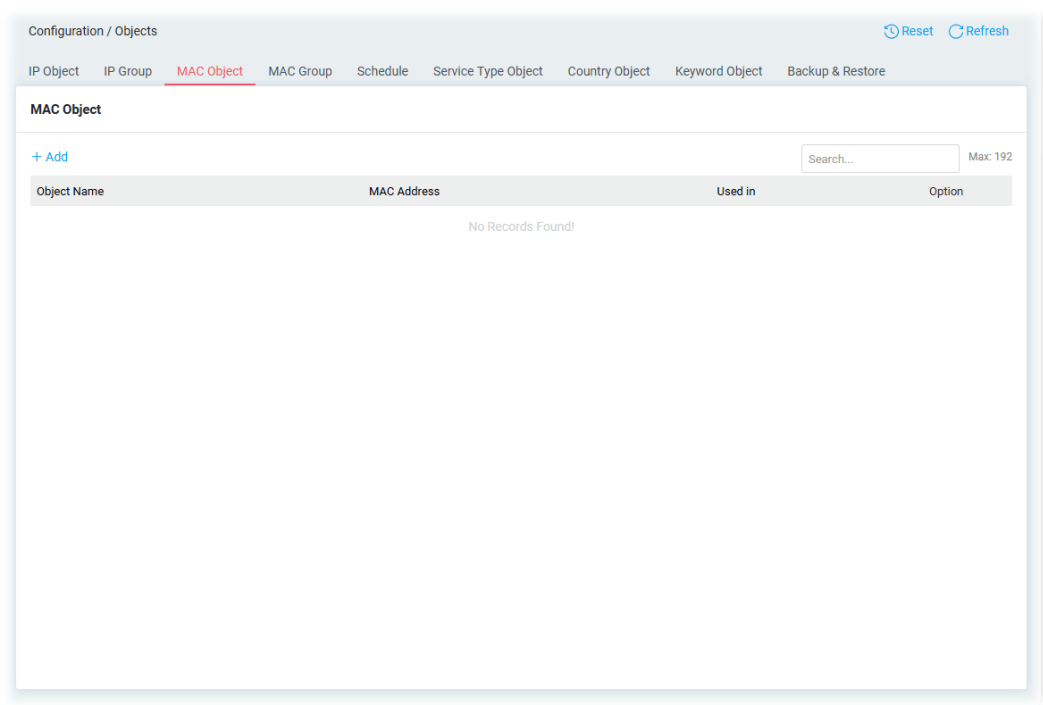 Configuration / Objects
Reset Refresh
IP Object IP Group MAC Object MAC Group Schedule Service Type Object Country Object Keyword Object Backup & Restore
MAC Object
+ Add
Search... Max: 192
Object Name MAC Address Used in Option
No Records Found!